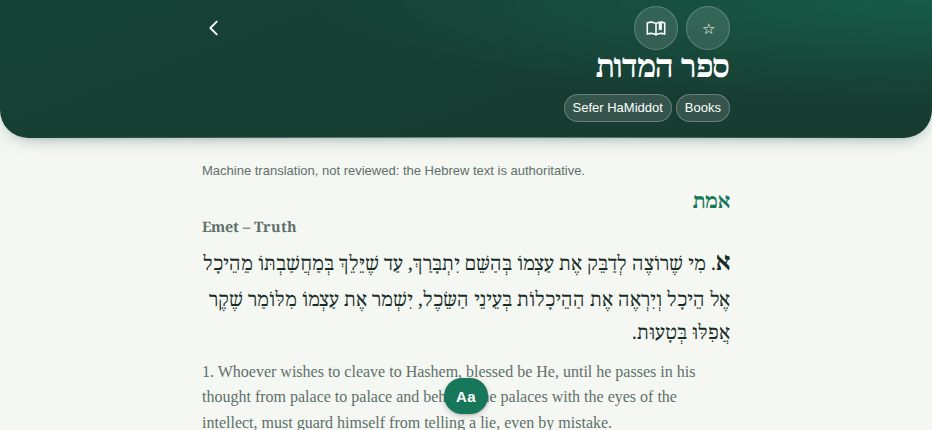 ספר המדות
Sefer HaMiddot
Books
Machine translation, not reviewed: the Hebrew text is authoritative.
אמת
Emet – Truth
א. מִי שֶׁרוֹצֶה לְדַבֵּק אֶת עַצְמוֹ בְּהַשֵּׁם יִתְבָּרַךְ, עַד שֶׁיֵּלֵךְ בְּמַחֲשַׁבְתּוֹ מֵהֵיכָל
אֶל הֵיכָל וְיִרְאֶה אֶת הַהֵיכָלוֹת בְּעֵינֵי הַשֵּׂכֶל, יִשְׁמֹר אֶת עַצְמוֹ מִלּוֹמַר שֶׁקֶר
אֲפִלּוּ בְּטָעוּת.
1. Whoever wishes to cleave to Hashem, blessed be He, until he passes in his
thought from palace to palace and palaces with the eyes of the
intellect, must guard himself from telling a lie, even by mistake.
Aa